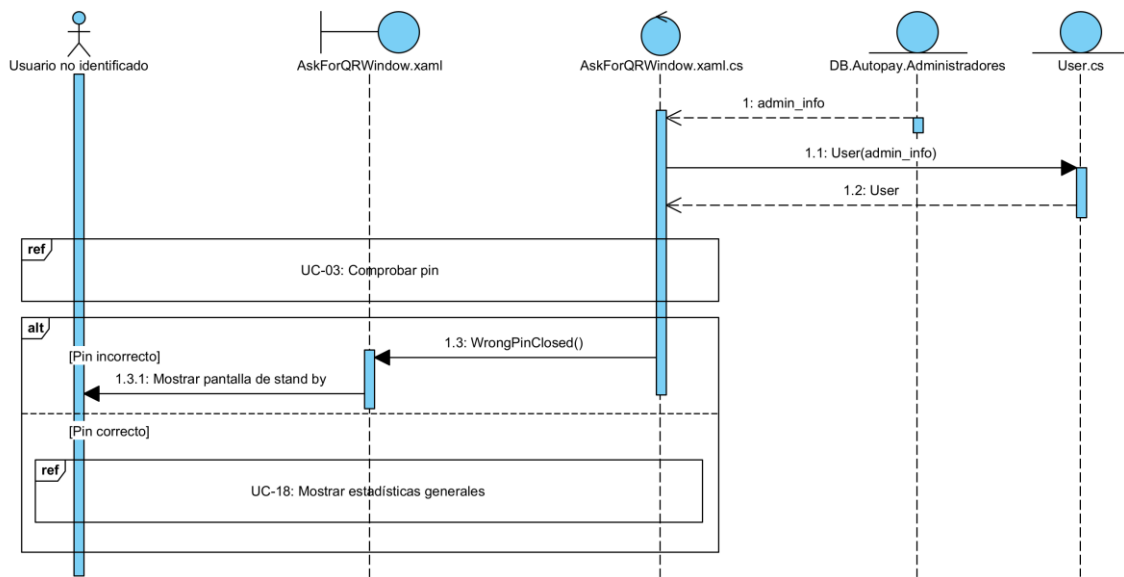 Usuario no identificado
AskForQRWindow.xaml
AskForQRWindow.xaml.cs
DB.Autopay.Administradores
User.cs
1: admin_info
1.1: User(admin_info)
1.2: User
ref
UC-03: Comprobar pin
alt
[Pin incorrecto]
1.3: WrongPinClosed()
1.3.1: Mostrar pantalla de stand by
[Pin correcto]
ref
UC-18: Mostrar estadísticas generales